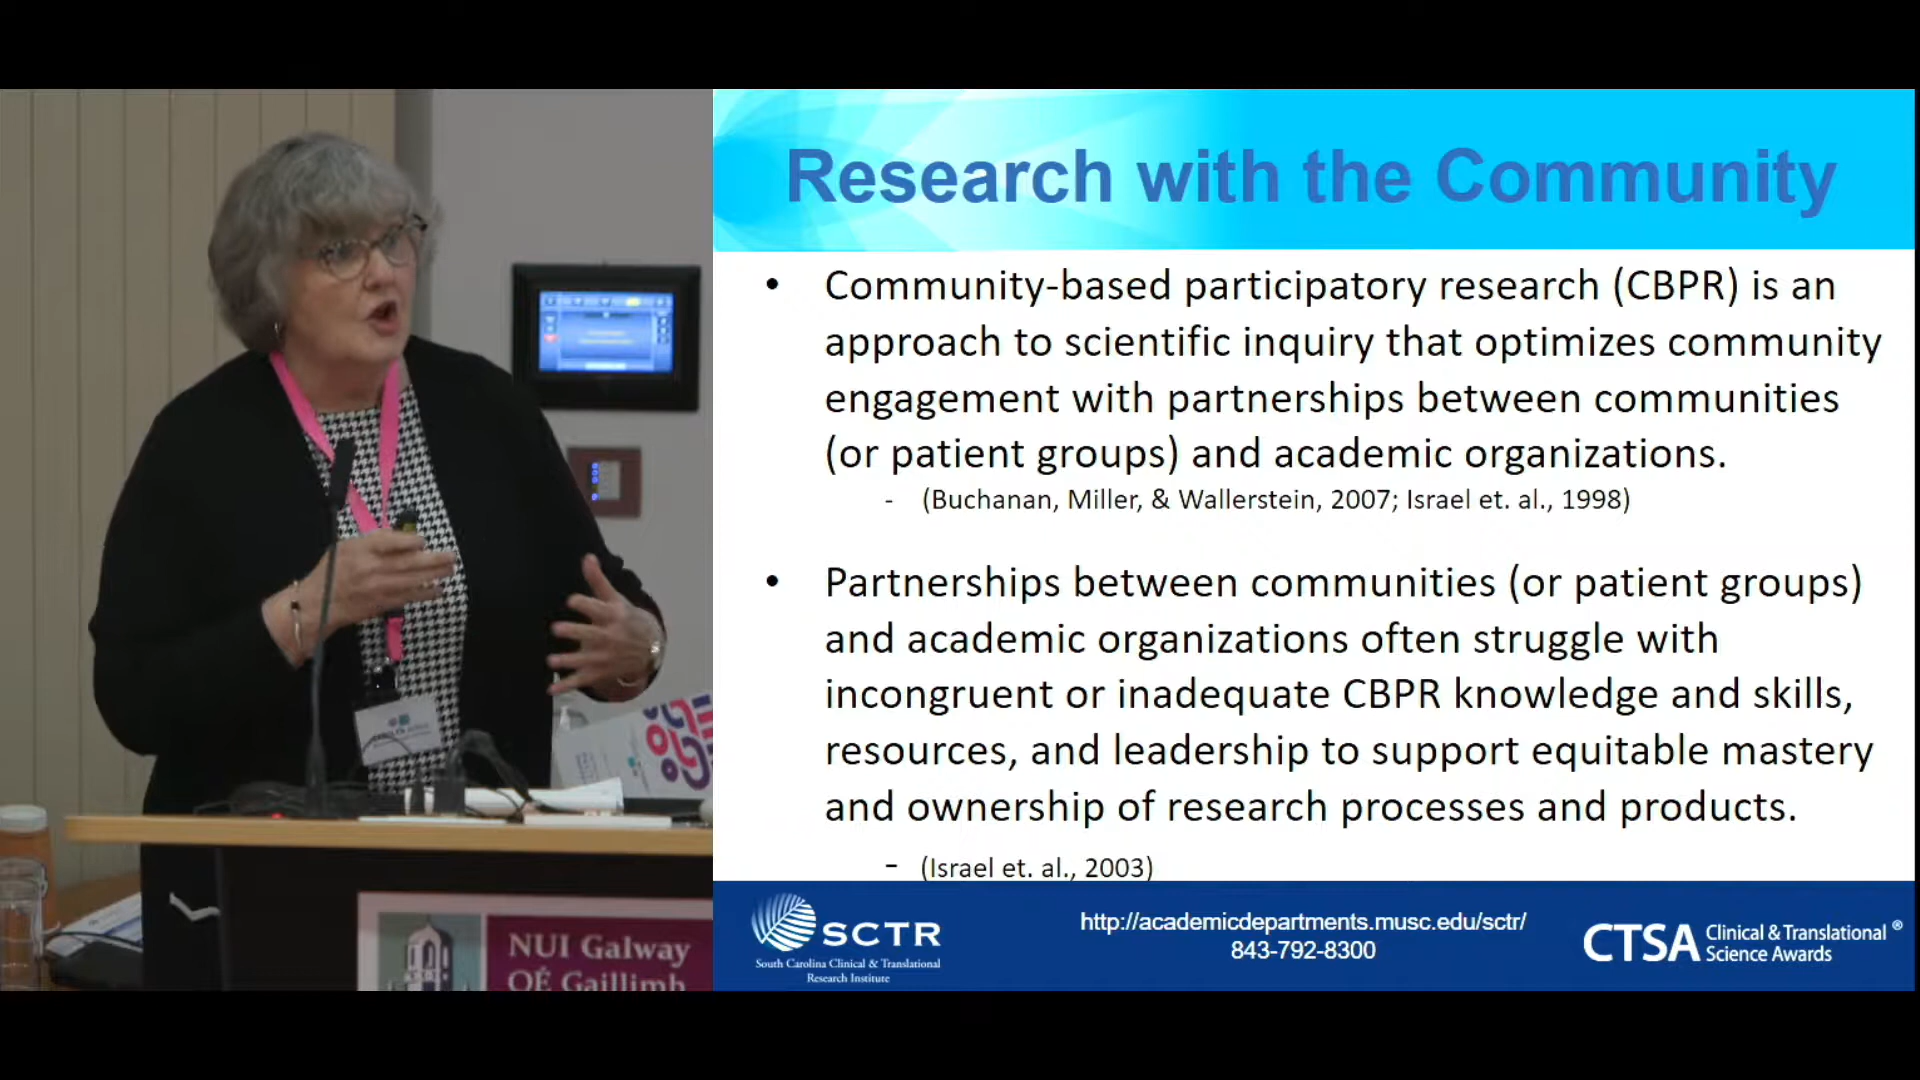 Research with the Community
• Community-based participatory research (CBPR) is an
approach to scientific inquiry that optimizes community
engagement with partnerships between communities
(or patient groups) and academic organizations.
- (Buchanan, Miller, & Wallerstein, 2007; Israel et. al., 1998)
• Partnerships between communities (or patient groups)
and academic organizations often struggle with
incongruent or inadequate CBPR knowledge and skills,
resources, and leadership to support equitable mastery
and ownership of research processes and products.
- (Israel et. al., 2003)
SCTR
South Carolina Clinical & Translational
Research Institute
http://academicdepartments.musc.edu/sctr/
843-792-8300
CTSA Clinical & Translational ®
Science Awards
NUI Galway
OÉ Gaillimh